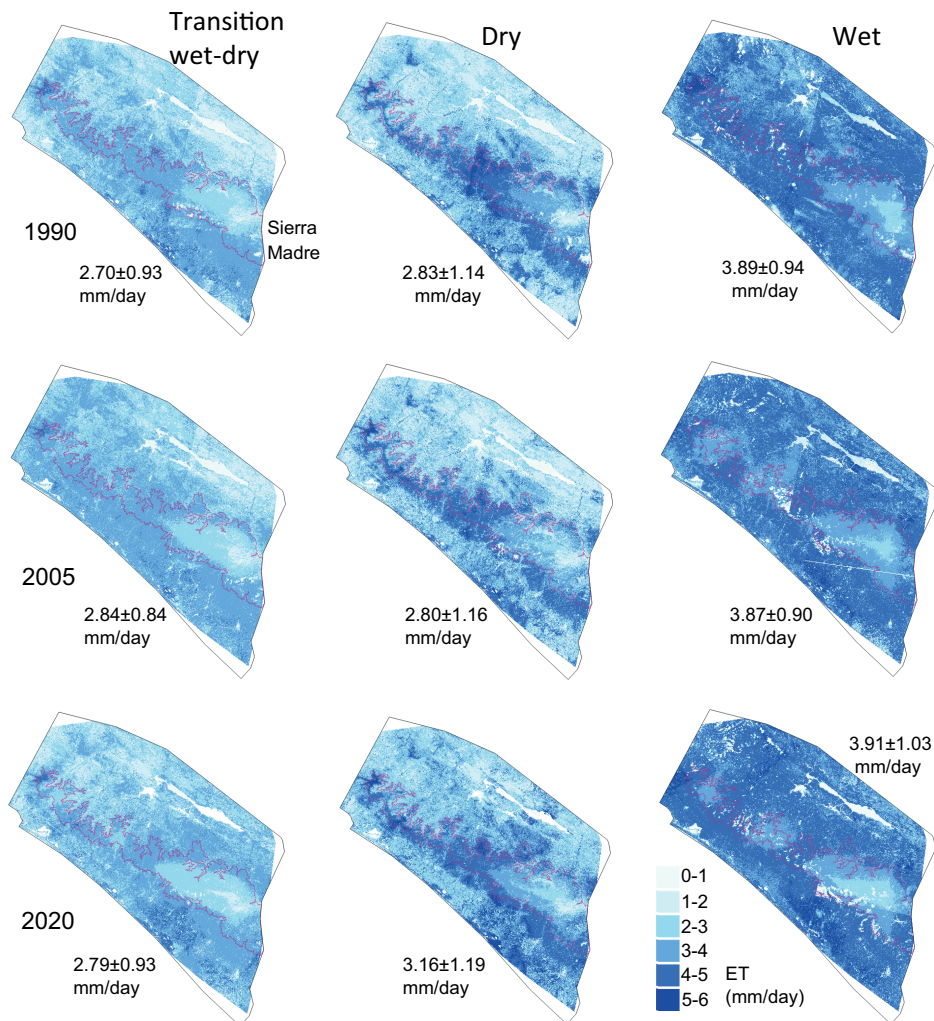 Transition
wet-dry
Dry
Wet
1990
Sierra
Madre
2.70±0.93
mm/day
2.83±1.14
mm/day
3.89±0.94
mm/day
2005
2.84±0.84
mm/day
2.80±1.16
mm/day
3.87±0.90
mm/day
2020
2.79±0.93
mm/day
3.16±1.19
mm/day
3.91±1.03
mm/day
0-1
1-2
2-3
3-4
4-5
5-6
ET
(mm/day)